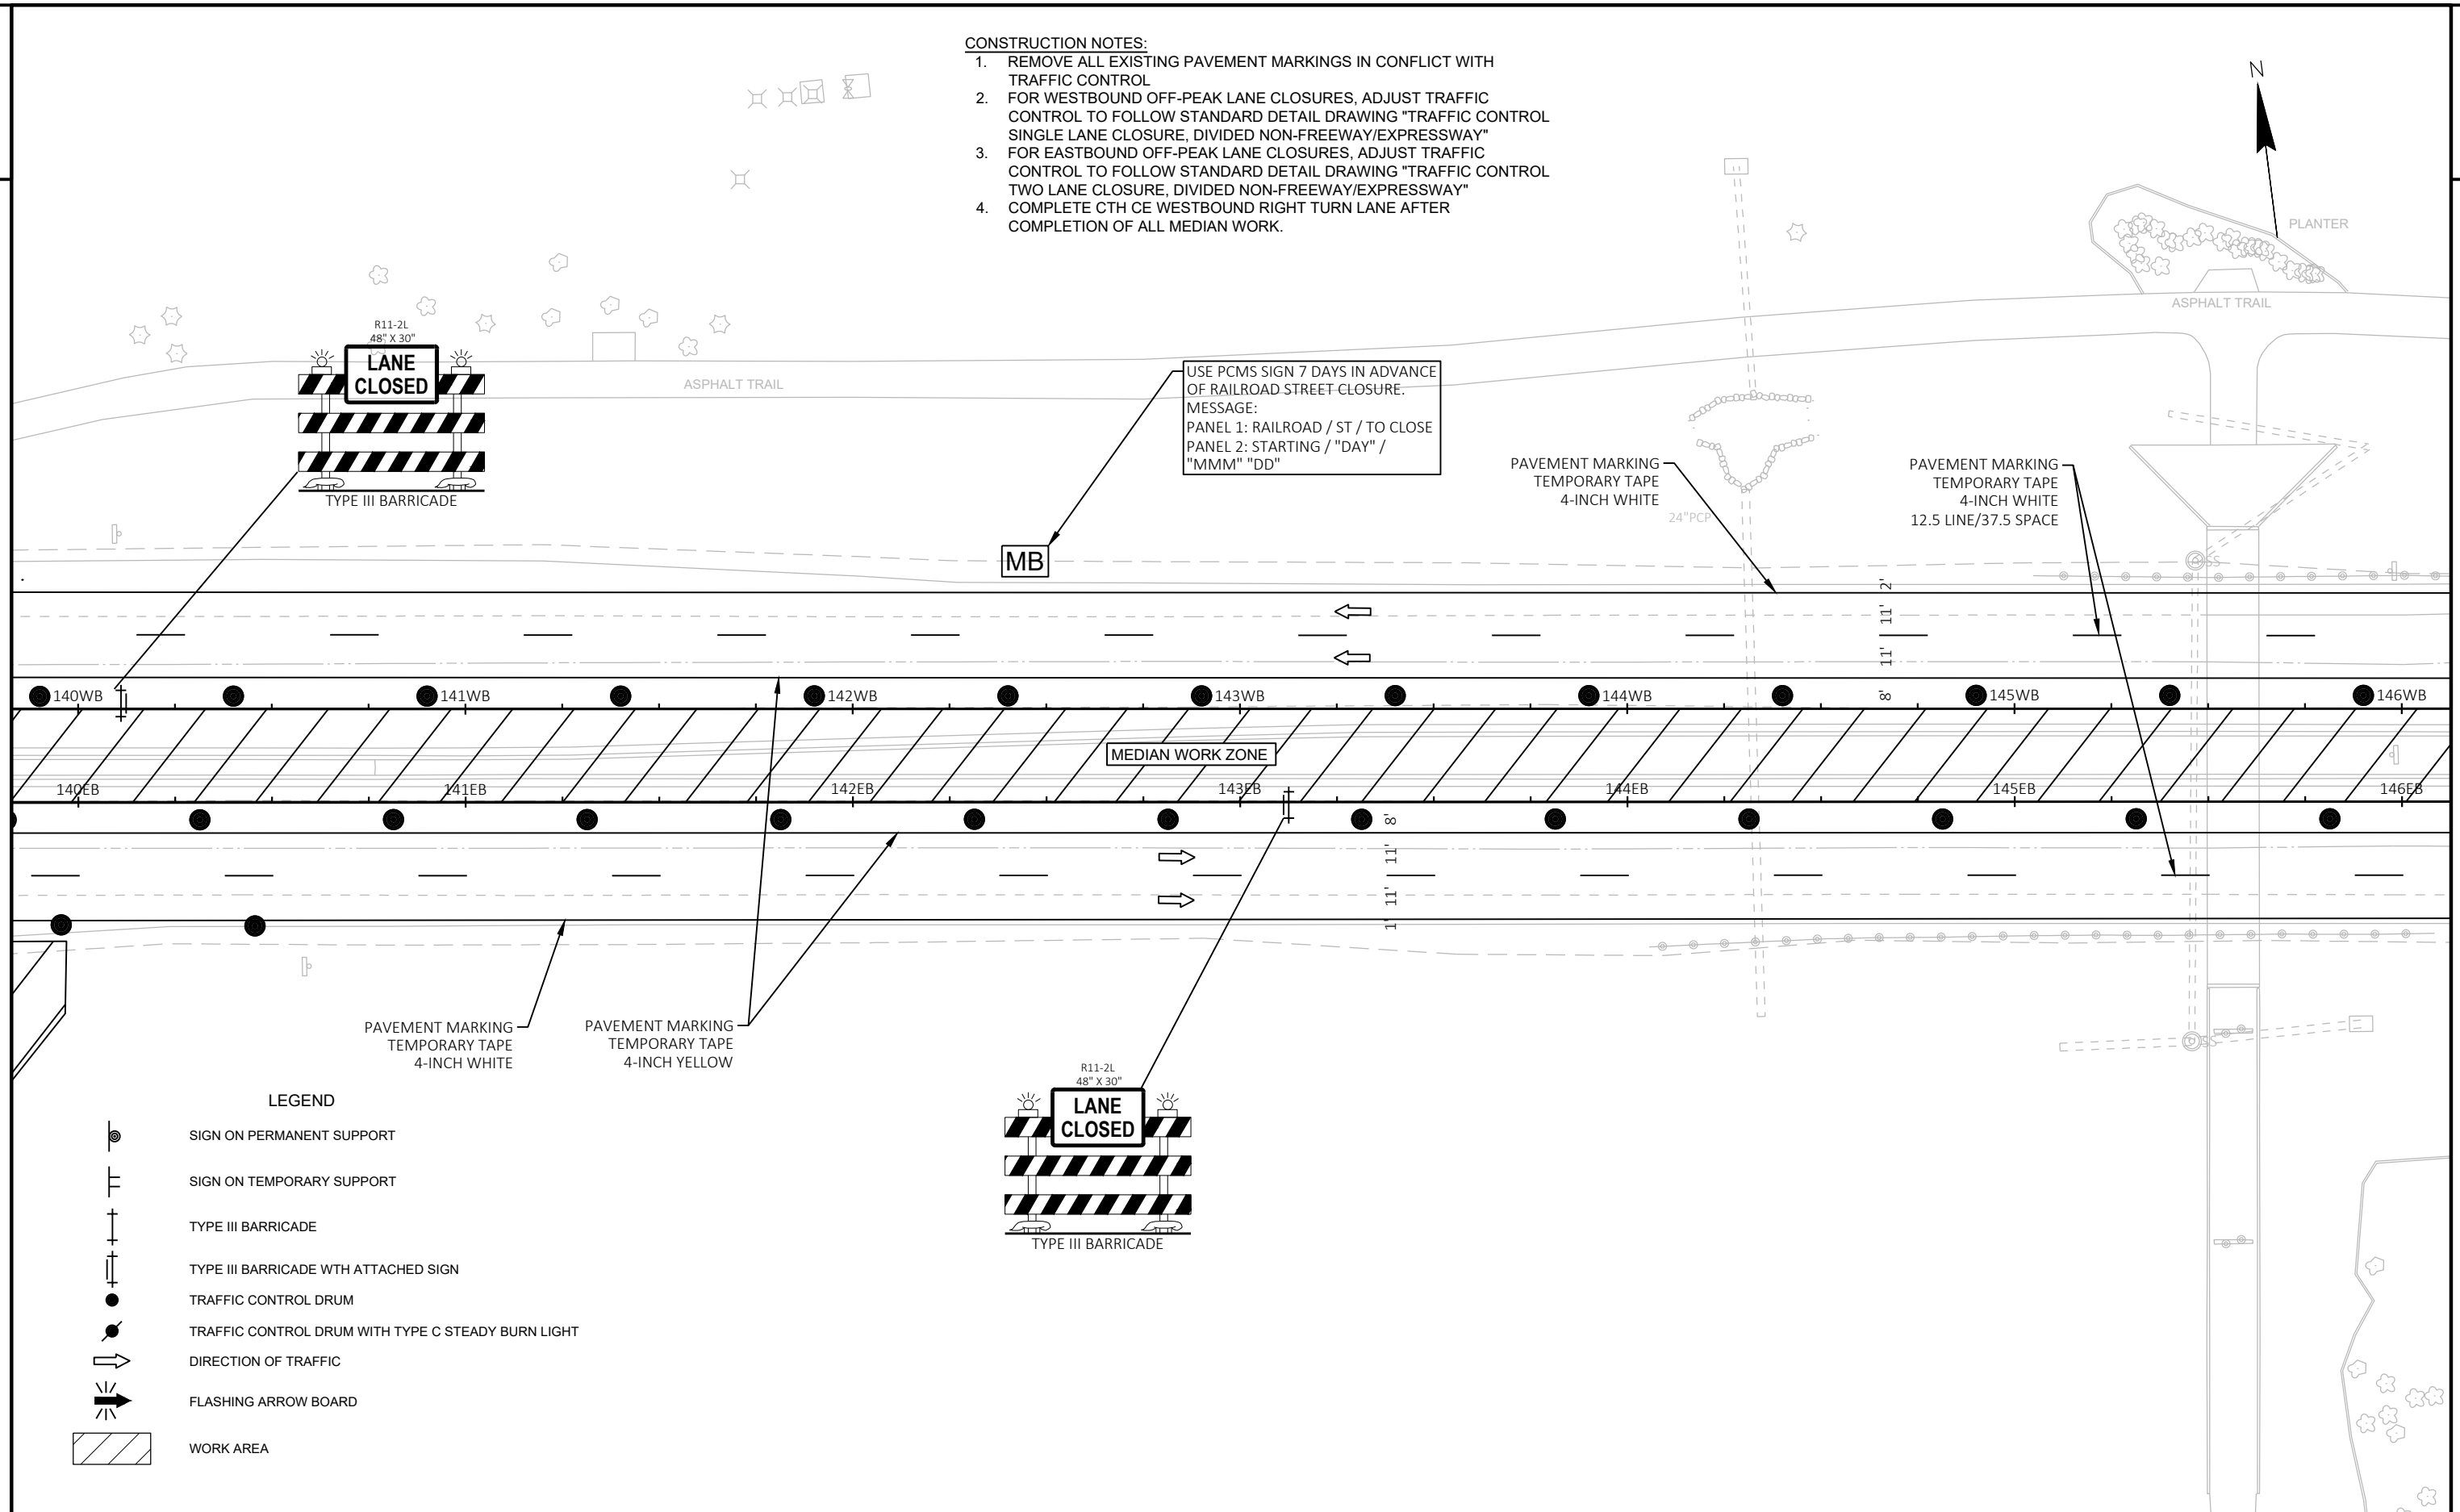 CONSTRUCTION NOTES:
1. REMOVE ALL EXISTING PAVEMENT MARKINGS IN CONFLICT WITH
TRAFFIC CONTROL
2. FOR WESTBOUND OFF-PEAK LANE CLOSURES, ADJUST TRAFFIC
CONTROL TO FOLLOW STANDARD DETAIL DRAWING "TRAFFIC CONTROL
SINGLE LANE CLOSURE, DIVIDED NON-FREEWAY/EXPRESSWAY"
3. FOR EASTBOUND OFF-PEAK LANE CLOSURES, ADJUST TRAFFIC
CONTROL TO FOLLOW STANDARD DETAIL DRAWING "TRAFFIC CONTROL
TWO LANE CLOSURE, DIVIDED NON-FREEWAY/EXPRESSWAY"
4. COMPLETE CTH CE WESTBOUND RIGHT TURN LANE AFTER
COMPLETION OF ALL MEDIAN WORK.
N
PLANTER
ASPHALT TRAIL
R11-2L
48" X 30"
LANE
CLOSED
TYPE III BARRICADE
ASPHALT TRAIL
USE PCMS SIGN 7 DAYS IN ADVANCE
OF RAILROAD STREET CLOSURE.
MESSAGE:
PANEL 1: RAILROAD / ST / TO CLOSE
PANEL 2: STARTING / "DAY" /
"MMM" "DD"
PAVEMENT MARKING
TEMPORARY TAPE
4-INCH WHITE
PAVEMENT MARKING
TEMPORARY TAPE
4-INCH WHITE
12.5 LINE/37.5 SPACE
24"PCP
MB
SS
2'
11'
11'
8'
140WB 141WB 142WB 143WB 144WB 145WB 146WB
MEDIAN WORK ZONE
140EB 141EB 142EB 143EB 144EB 145EB 146EB
8'
11'
11'
1'
PAVEMENT MARKING
TEMPORARY TAPE
4-INCH WHITE
PAVEMENT MARKING
TEMPORARY TAPE
4-INCH YELLOW
SS
R11-2L
48" X 30"
LANE
CLOSED
TYPE III BARRICADE
LEGEND
SIGN ON PERMANENT SUPPORT
SIGN ON TEMPORARY SUPPORT
TYPE III BARRICADE
TYPE III BARRICADE WTH ATTACHED SIGN
TRAFFIC CONTROL DRUM
TRAFFIC CONTROL DRUM WITH TYPE C STEADY BURN LIGHT
DIRECTION OF TRAFFIC
FLASHING ARROW BOARD
WORK AREA